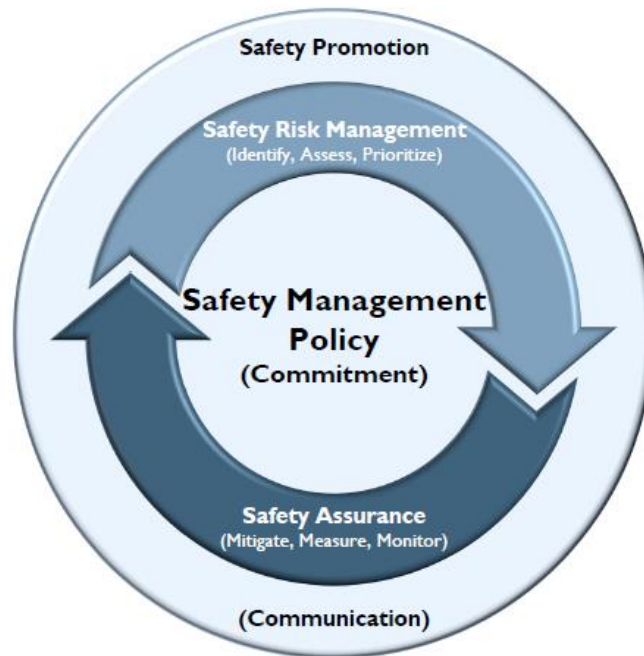 Safety Promotion
Safety Risk Management
(Identify, Assess, Prioritize)
Safety Management
Policy
(Commitment)
Safety Assurance
(Mitigate, Measure, Monitor)
(Communication)